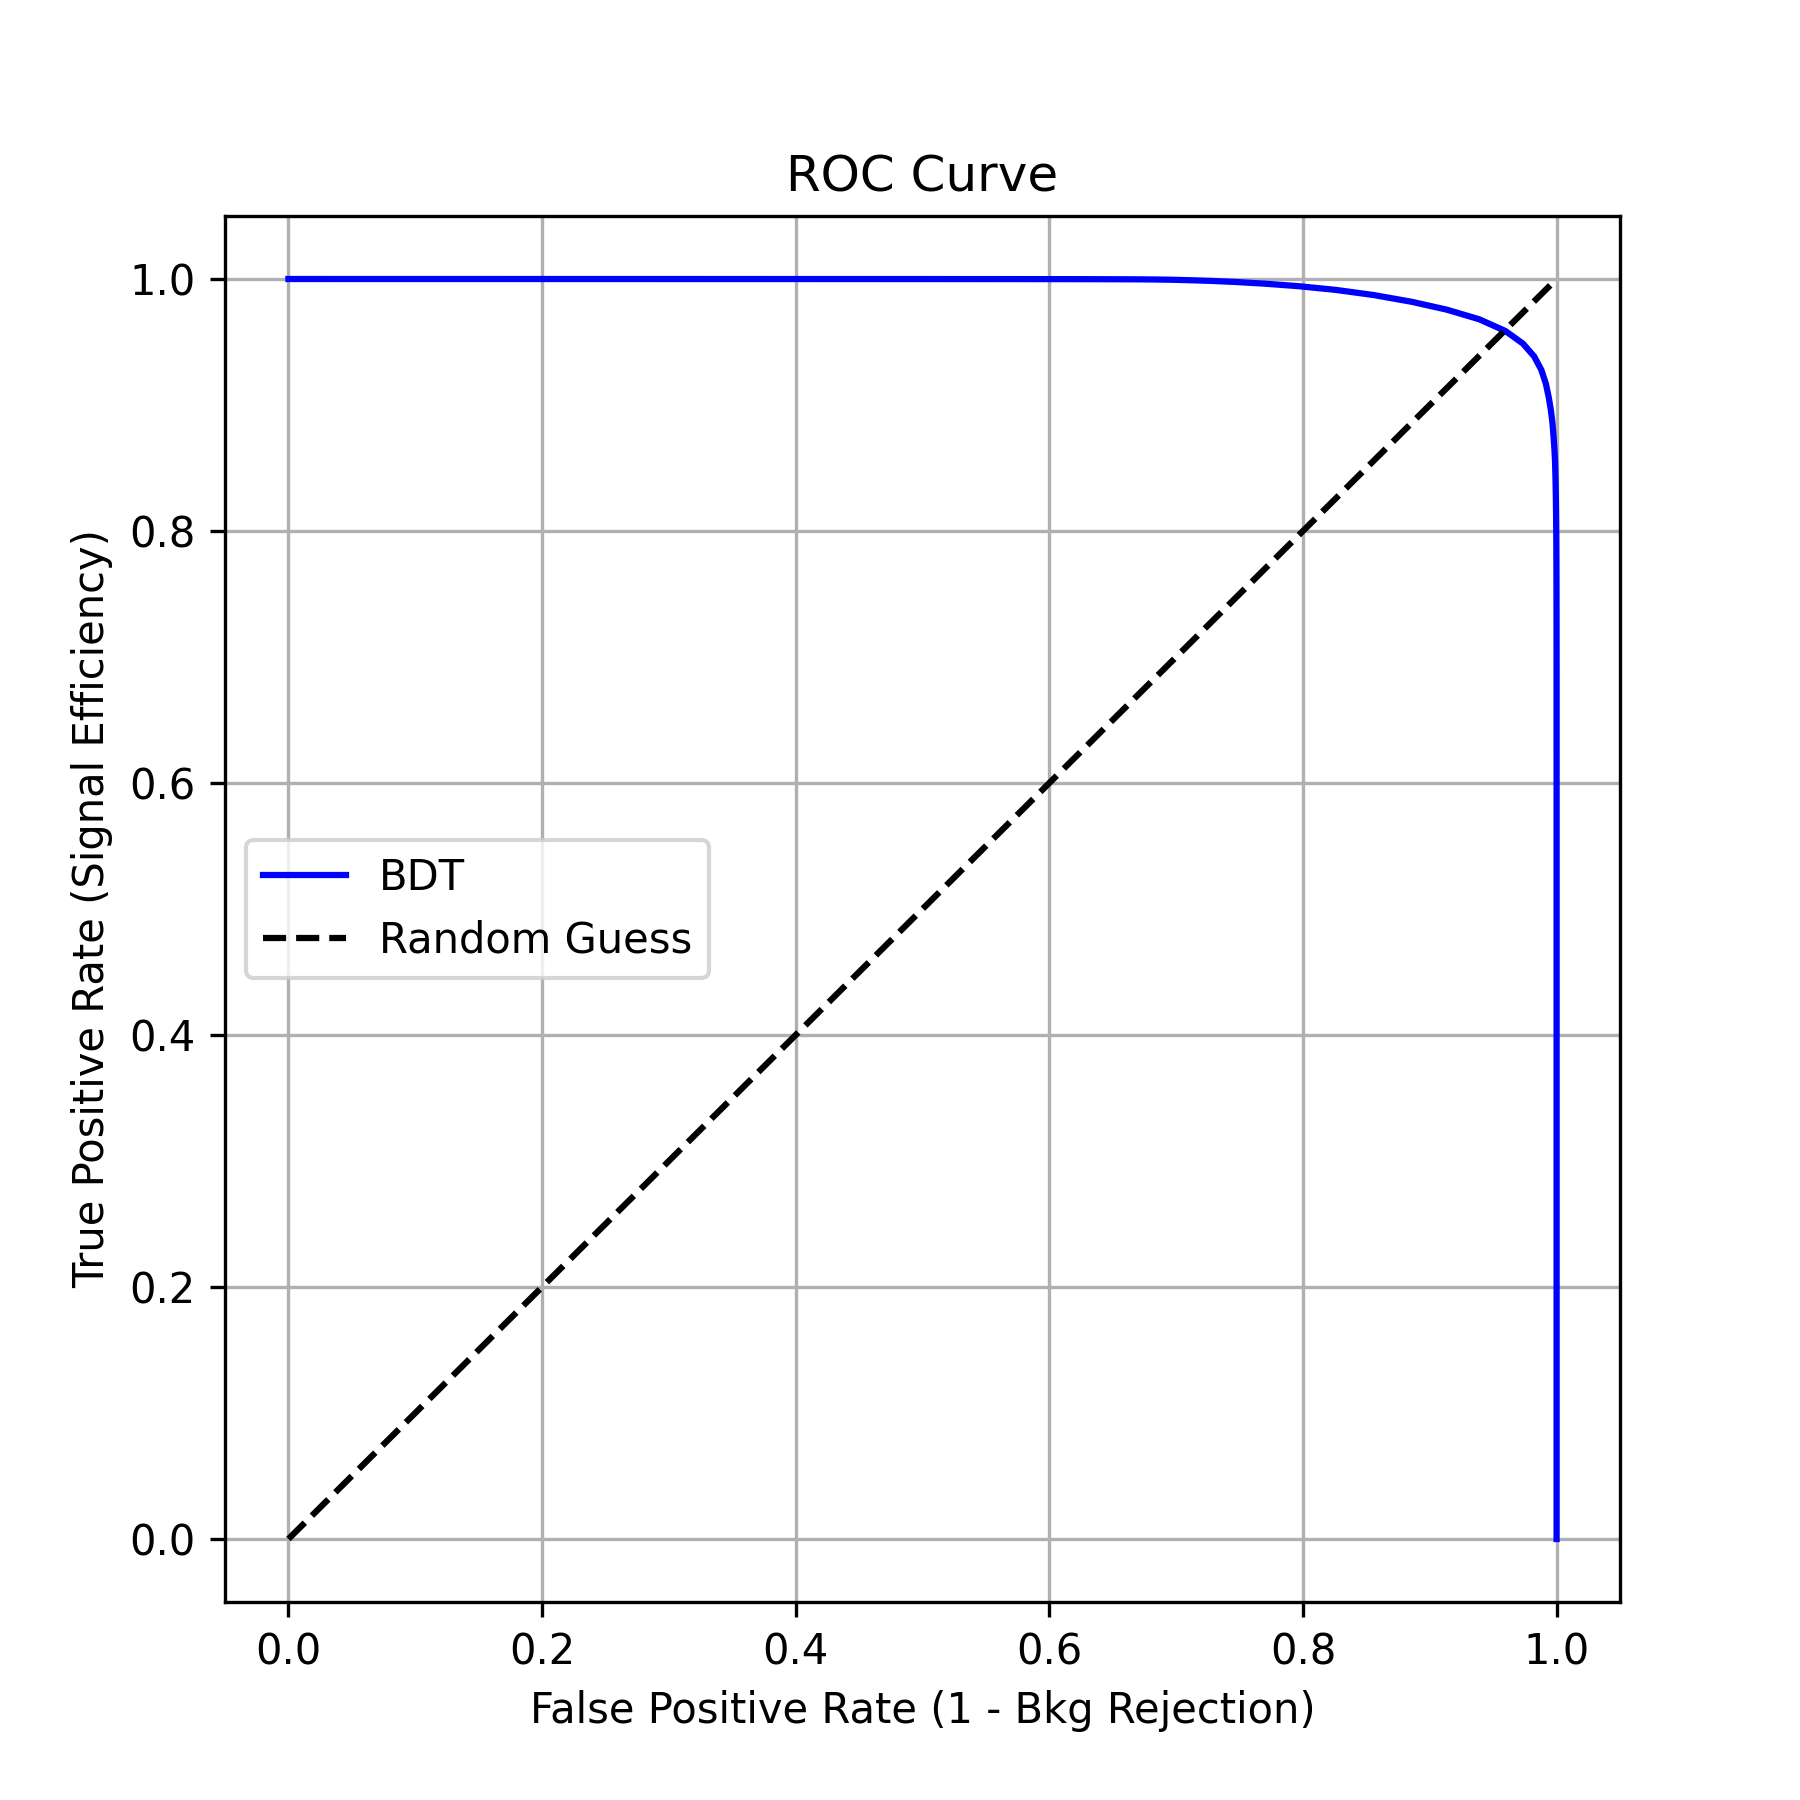 ROC Curve
True Positive Rate (Signal Efficiency)
1.0
0.8
0.6
0.4
0.2
0.0
BDT
Random Guess
0.0 0.2 0.4 0.6 0.8 1.0
False Positive Rate (1 - Bkg Rejection)